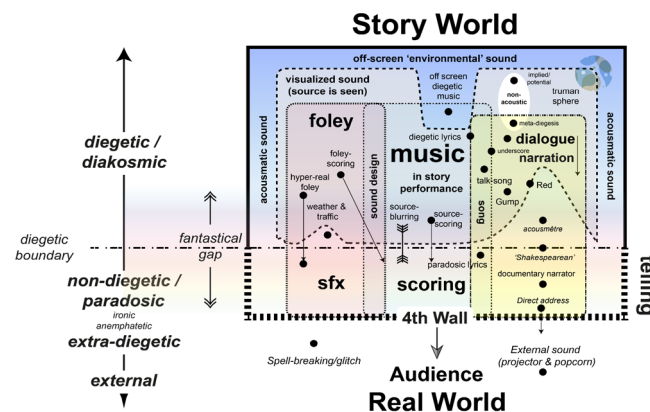 Story World
off-screen 'environmental' sound
visualized sound
(source is seen)
off screen
diegetic
music
implied/
potential
non-
acoustic
truman
sphere
foley
diegetic lyrics
meta-diegesis
dialogue
narration
music
underscore
foley-
scoring
hyper-real
foley
in story
performance
talk-song
Gump
Red
acousmatic sound
sound design
song
acousmatic sound
weather &
traffic
source-
blurring
source-
scoring
acousmêtre
'Shakespearean'
paradosic lyrics
documentary narrator
sfx
scoring
Direct address
telling
4th Wall
diegetic /
diakosmic
diegetic
boundary
fantastical
gap
non-diegetic /
paradosic
ironic
anemphatetic
extra-diegetic
external
Spell-breaking/glitch
External sound
(projector & popcorn)
Audience
Real World